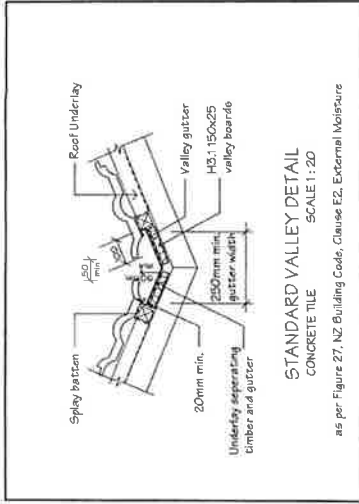 Splay batten
Roof Underlay
50
min
100
20mm min.
Valley gutter
H3.1 150x25
valley boards
250mm min.
gutter width
Underlay seperating
timber and gutter
STANDARD VALLEY DETAIL
CONCRETE TILE SCALE 1:20
as per Figure 27, NZ Building Code, Clause E2, External Moisture